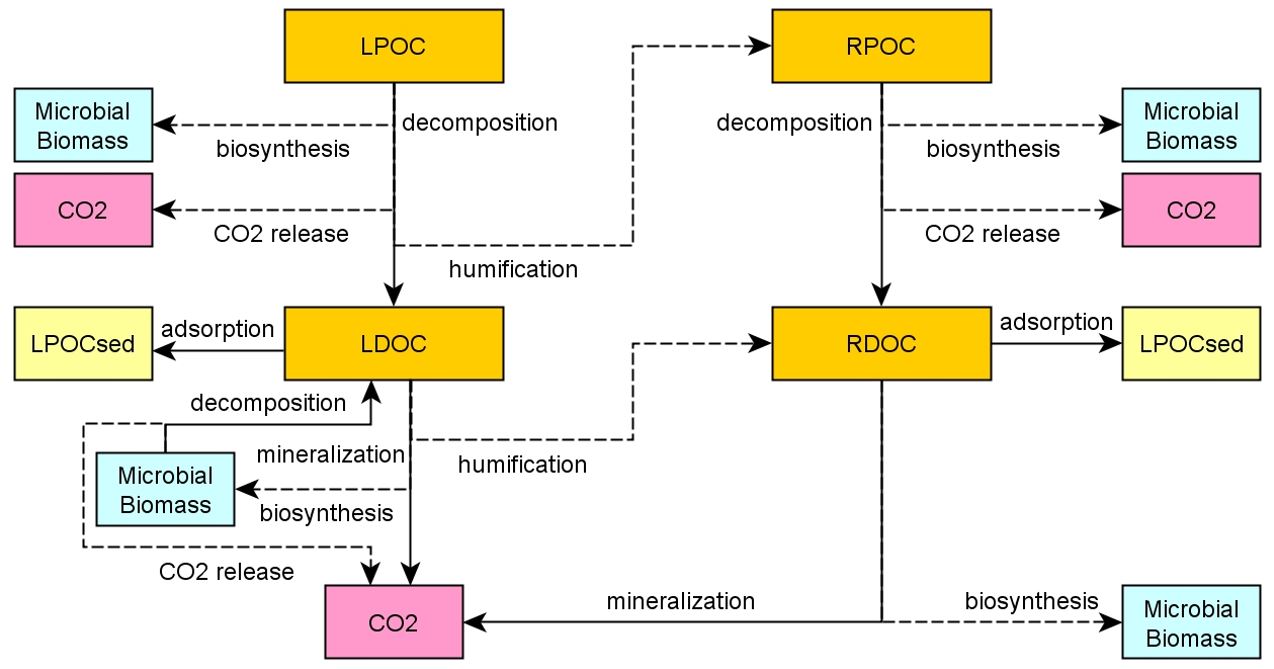 LPOC
RPOC
Microbial
Biomass
decomposition
decomposition
Microbial
Biomass
biosynthesis
biosynthesis
CO2
CO2
CO2 release
CO2 release
humification
LPOCsed
adsorption
LDOC
RDOC
adsorption
LPOCsed
decomposition
mineralization
humification
Microbial
Biomass
biosynthesis
CO2 release
CO2
mineralization
biosynthesis
Microbial
Biomass